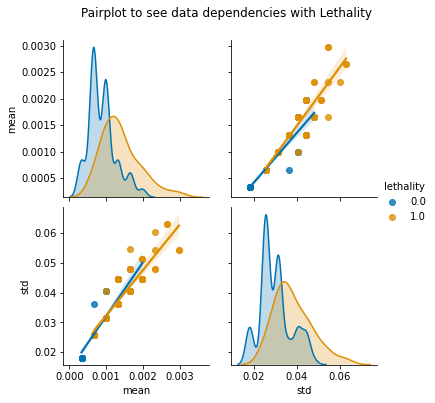 Pairplot to see data dependencies with Lethality
0.0030
0.0025
0.0020
0.0015
0.0010
0.0005
mean
lethality
0.0
1.0
0.06
0.05
0.04
0.03
0.02
std
0.000 0.001 0.002 0.003
mean
0.02 0.04 0.06
std